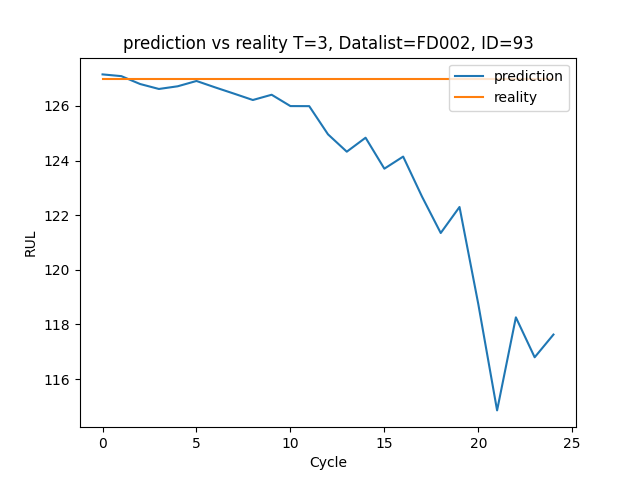 prediction vs reality T=3, Datalist=FD002, ID=93
prediction
reality
RUL
126
124
122
120
118
116
0 5 10 15 20 25
Cycle